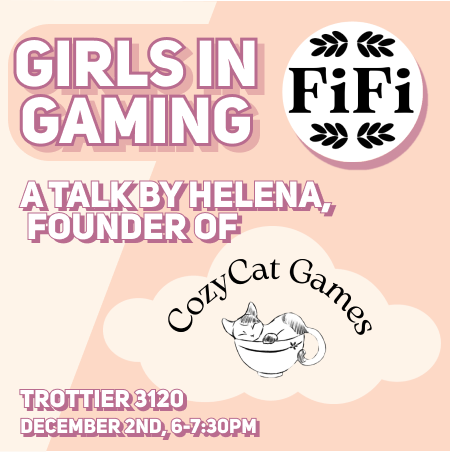 GIRLS IN
GAMING
FiFi
A TALK BY HELENA,
FOUNDER OF
CozyCat Games
TROTTIER 3120
DECEMBER 2ND, 6-7:30PM